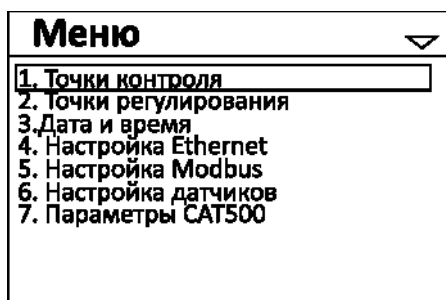 Меню
1. Точки контроля
2. Точки регулирования
3.Дата и время
4. Настройка Ethernet
5. Настройка Modbus
6. Настройка датчиков
7. Параметры CAT500